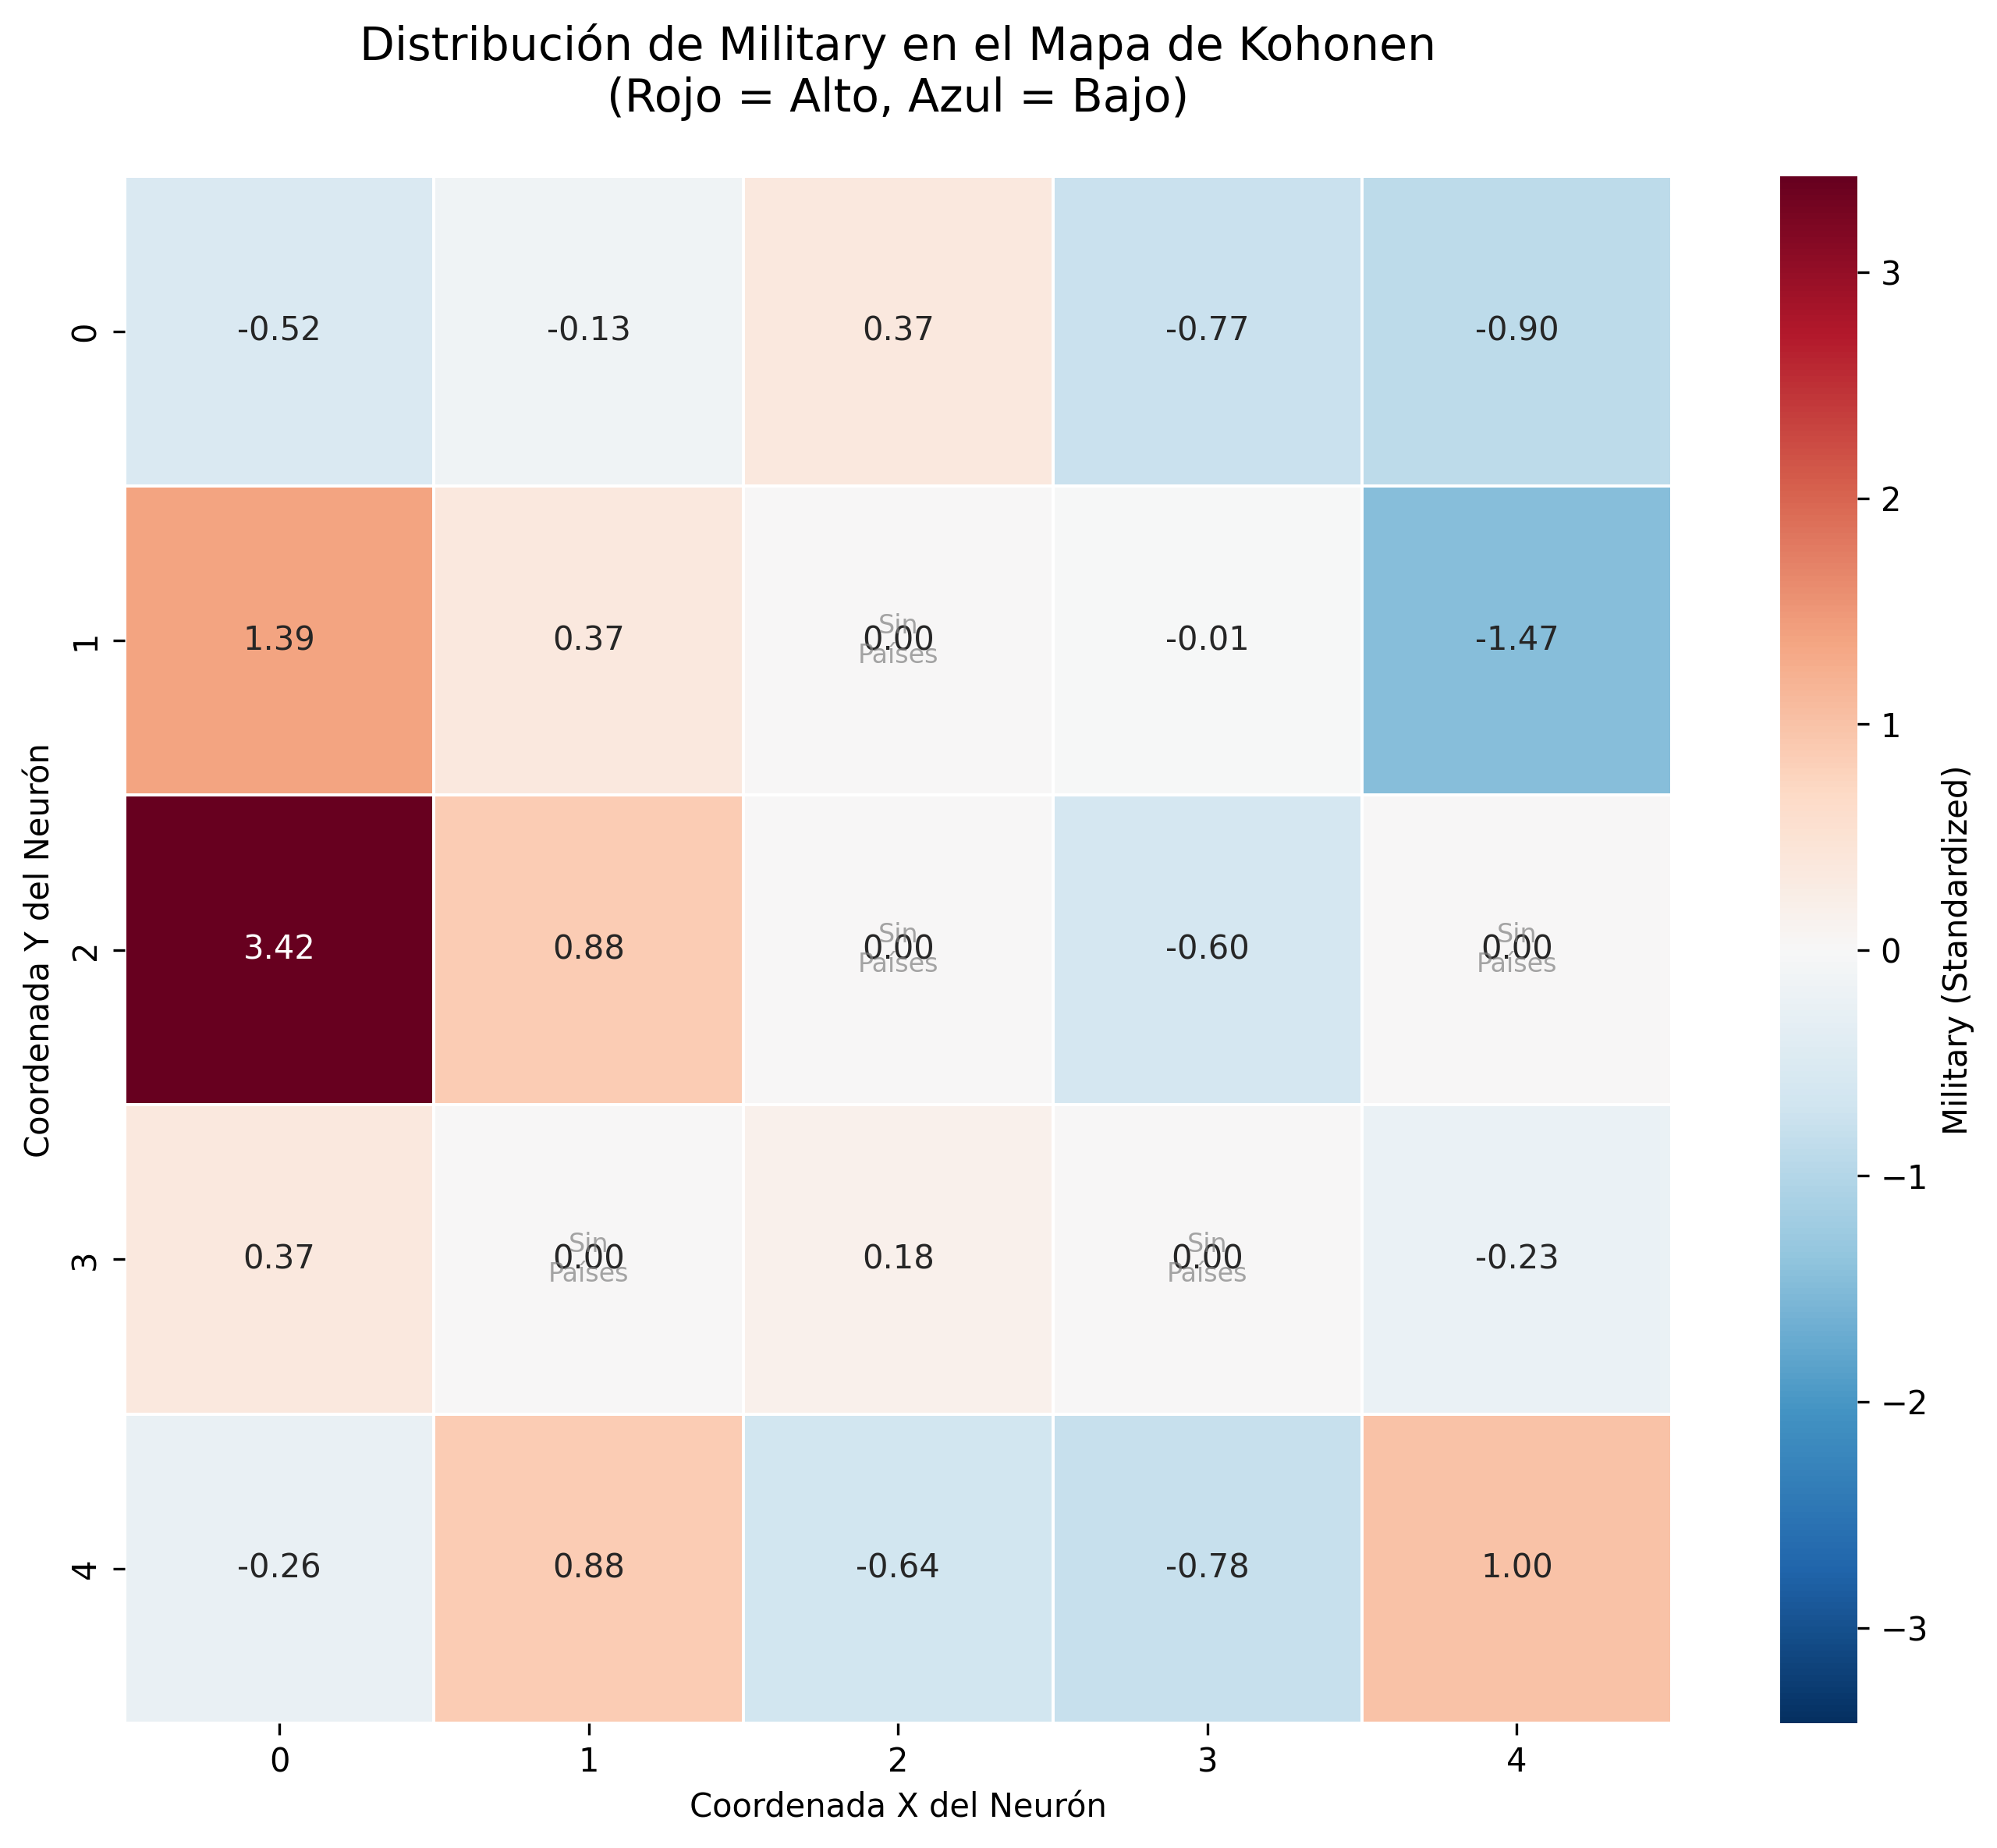 Distribución de Military en el Mapa de Kohonen
(Rojo = Alto, Azul = Bajo)
Coordenada Y del Neurón
0
-0.52
-0.13
0.37
-0.77
-0.90
1
1.39
0.37
Sin
0.00
Países
-0.01
-1.47
2
3.42
0.88
Sin
0.00
Países
-0.60
Sin
0.00
Países
3
0.37
Sin
0.00
Países
0.18
Sin
0.00
Países
-0.23
4
-0.26
0.88
-0.64
-0.78
1.00
0
1
2
3
4
Coordenada X del Neurón
3
2
1
0
−1
−2
−3
Military (Standardized)